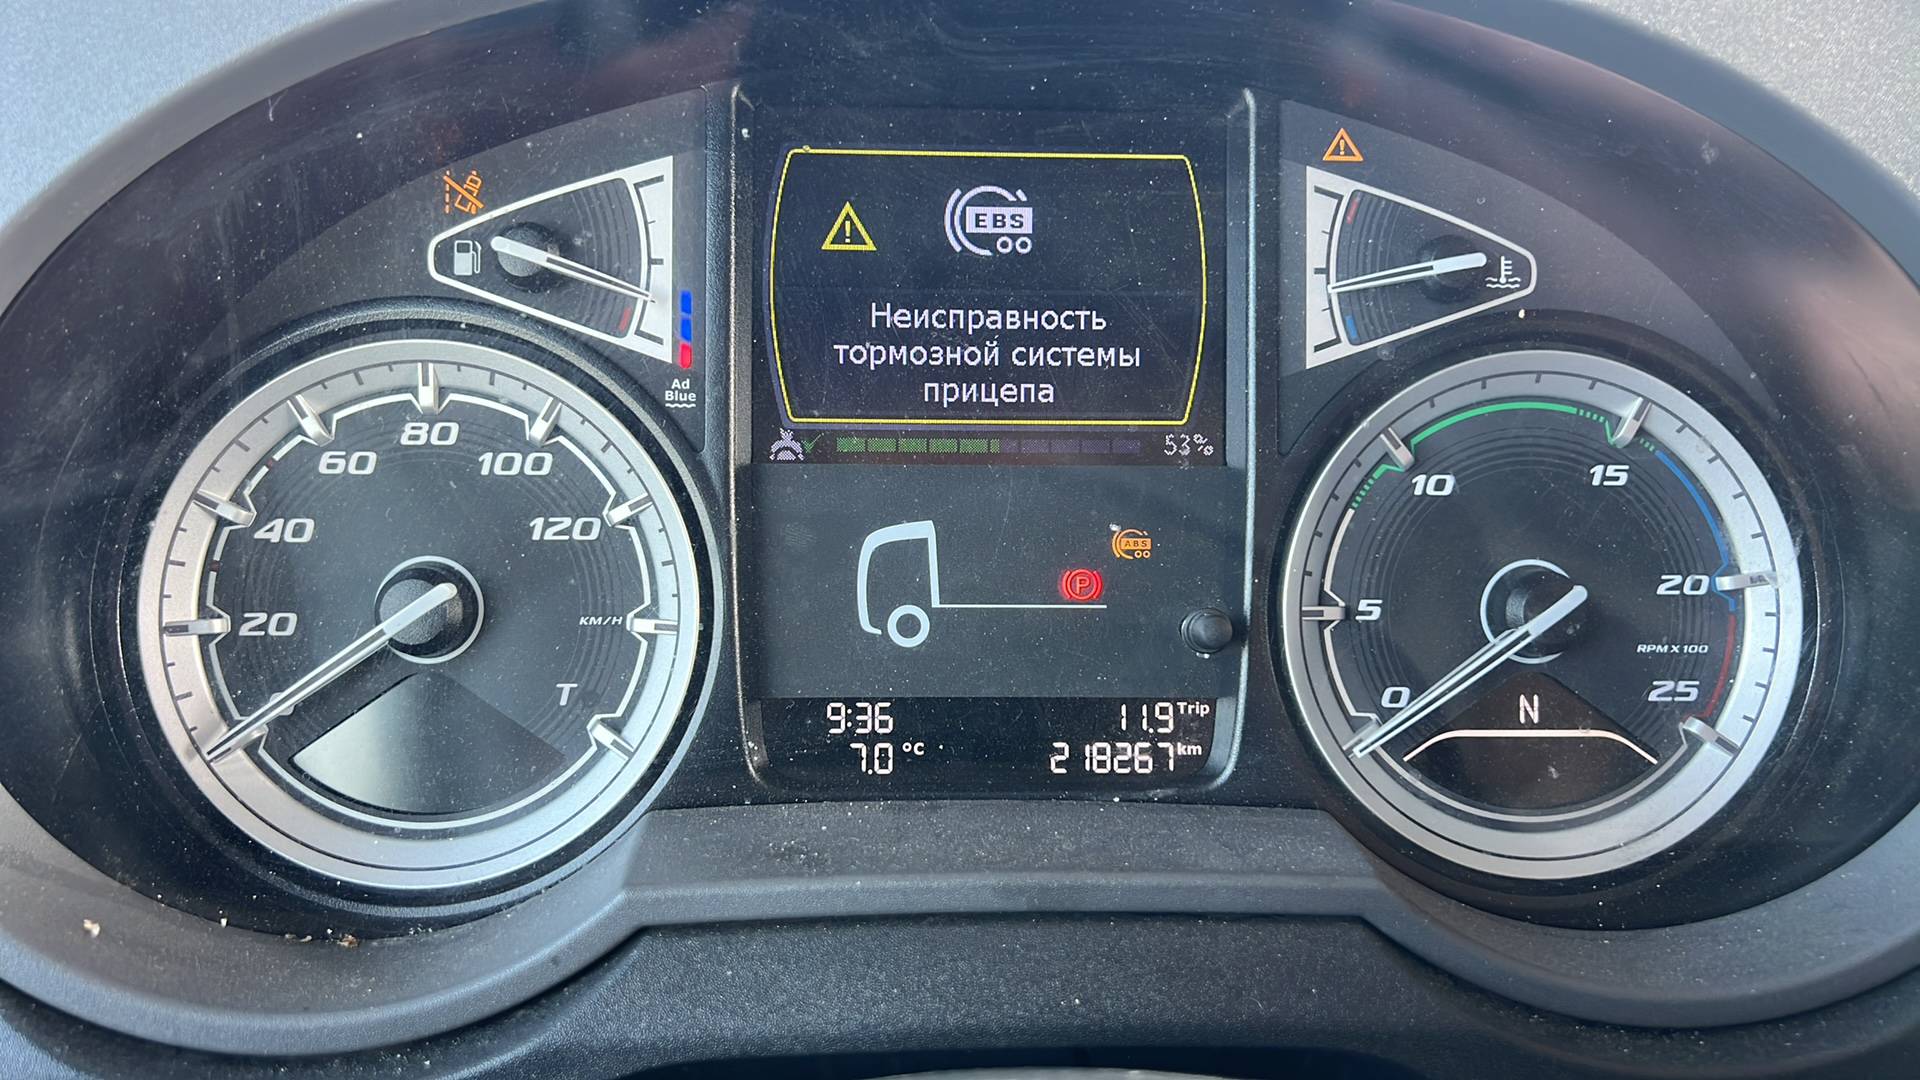 EBS
Неисправность
тормозной системы
прицепа
53%
Ad
Blue
20
40
60
80
100
120
KM/H
T
ABS
P
9:36
11.9 Trip
7.0 °C
218267 km
0
5
10
15
20
25
RPM X 100
N